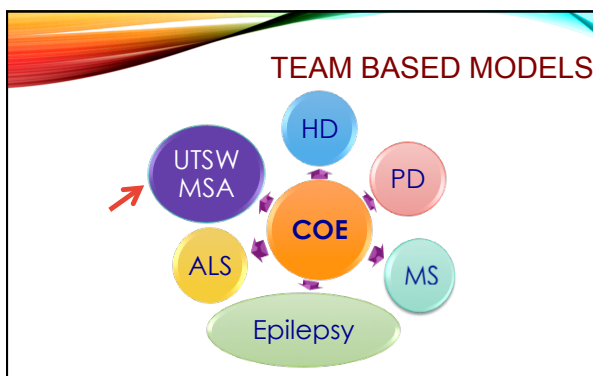 TEAM BASED MODELS
HD
UTSW
MSA
PD
COE
ALS
MS
Epilepsy